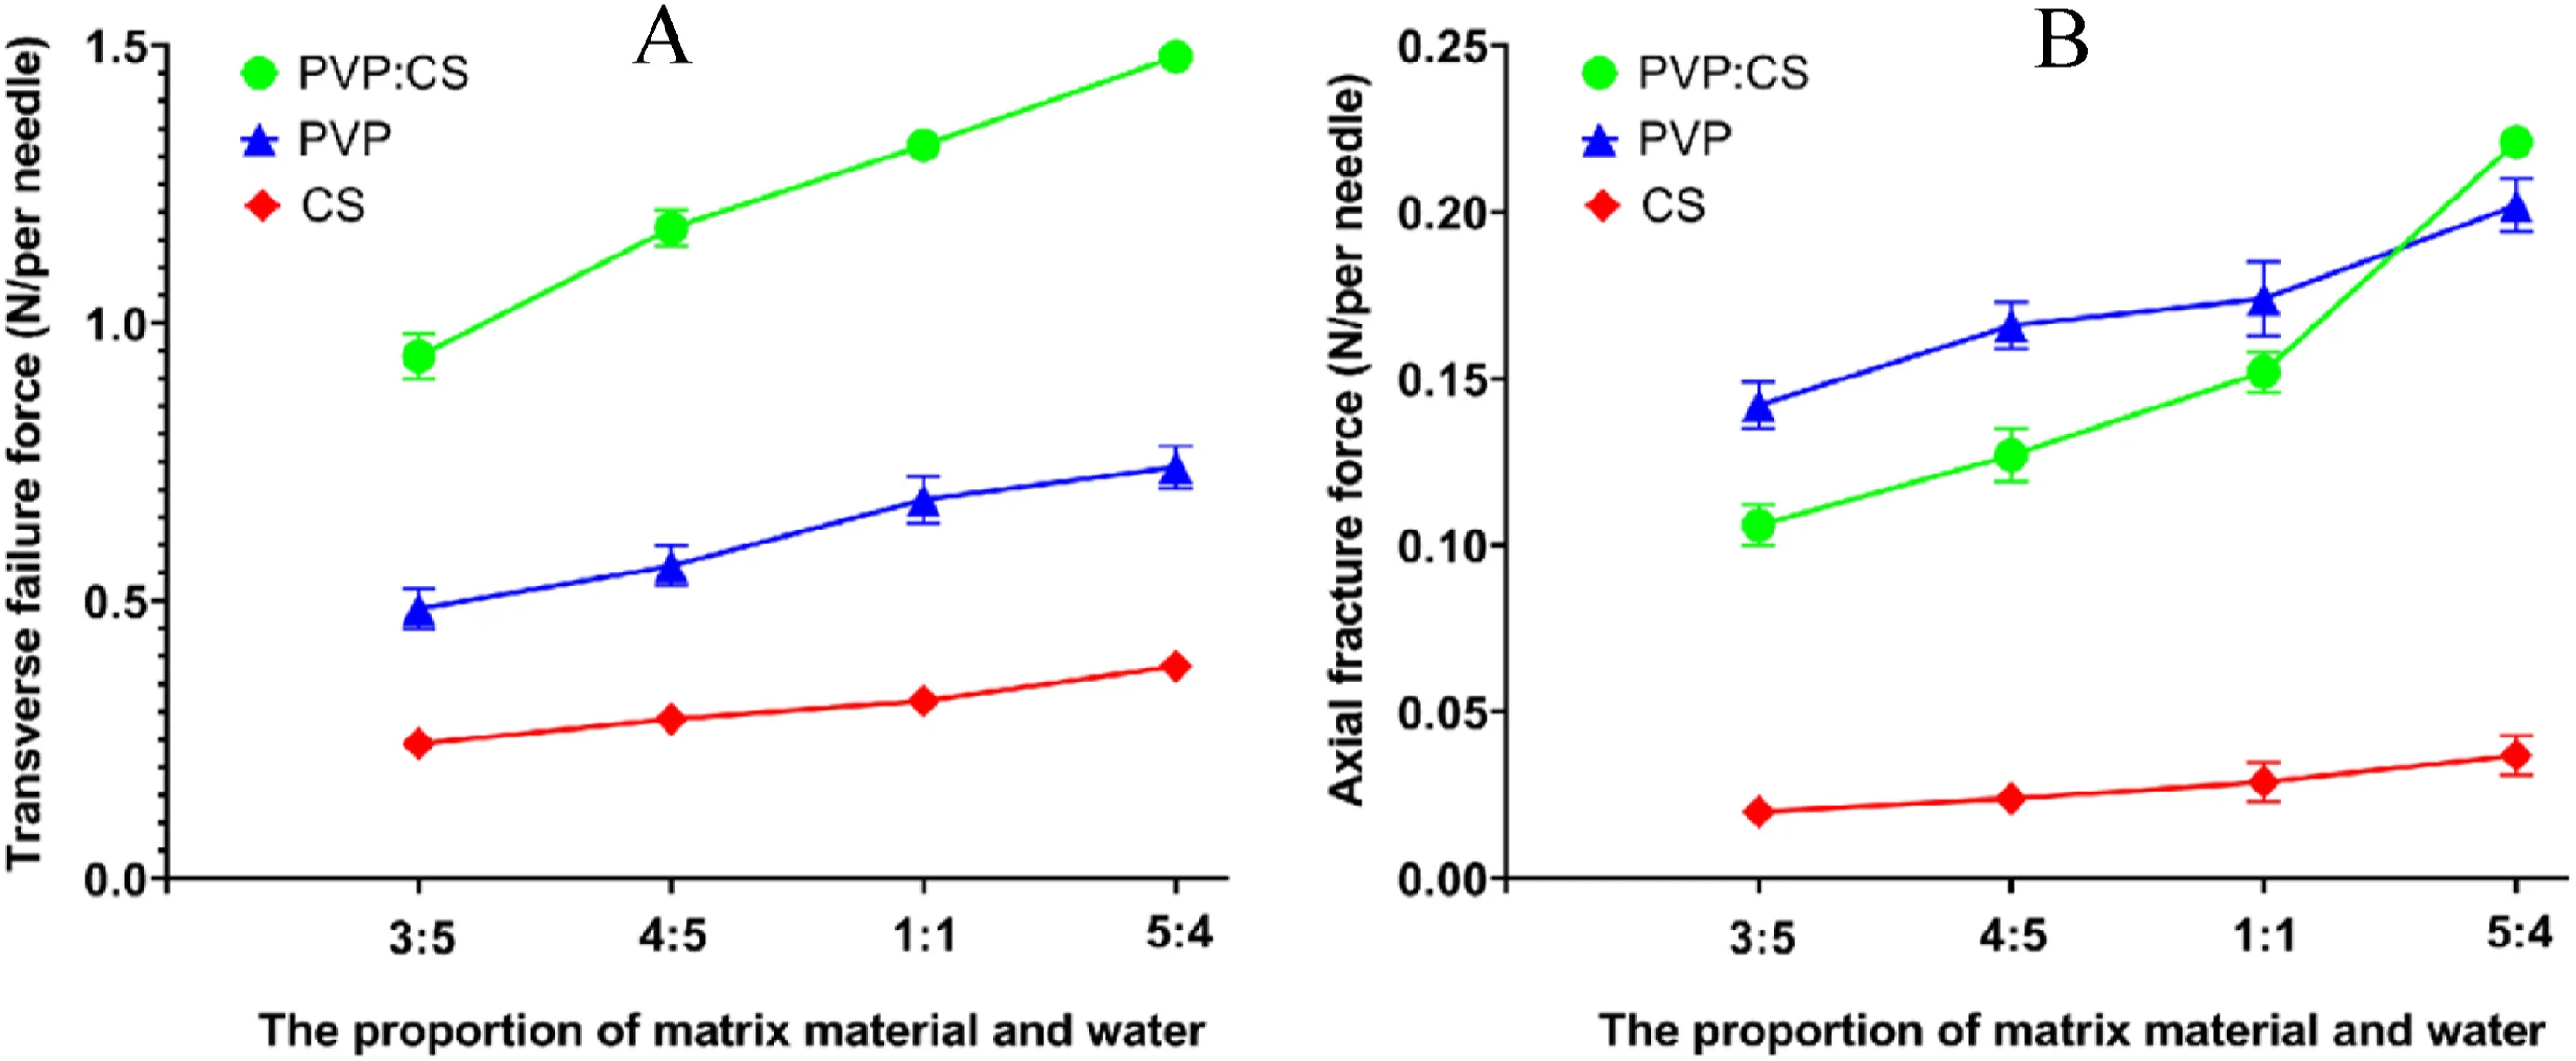 A
Transverse failure force (N/per needle)
1.5
1.0
0.5
0.0
PVP:CS
PVP
CS
3:5 4:5 1:1 5:4
The proportion of matrix material and water
B
Axial fracture force (N/per needle)
0.25
0.20
0.15
0.10
0.05
0.00
PVP:CS
PVP
CS
3:5 4:5 1:1 5:4
The proportion of matrix material and water